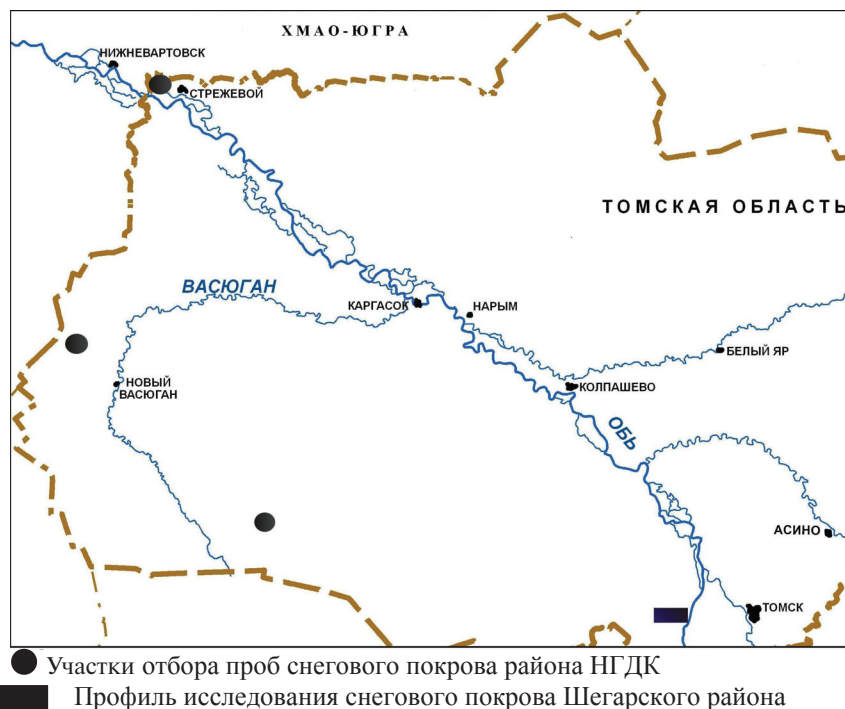 ХМАО-ЮГРА
НИЖНЕВАРТОВСК
СТРЕЖЕВОЙ
ТОМСКАЯ ОБЛАСТЬ
ВАСЮГАН
КАРГАСОК
НАРЫМ
БЕЛЫЙ ЯР
НОВЫЙ
ВАСЮГАН
КОЛПАШЕВО
ОБЬ
АСИНО
ТОМСК
Участки отбора проб снегового покрова района НГДК
Профиль исследования снегового покрова Шегарского района